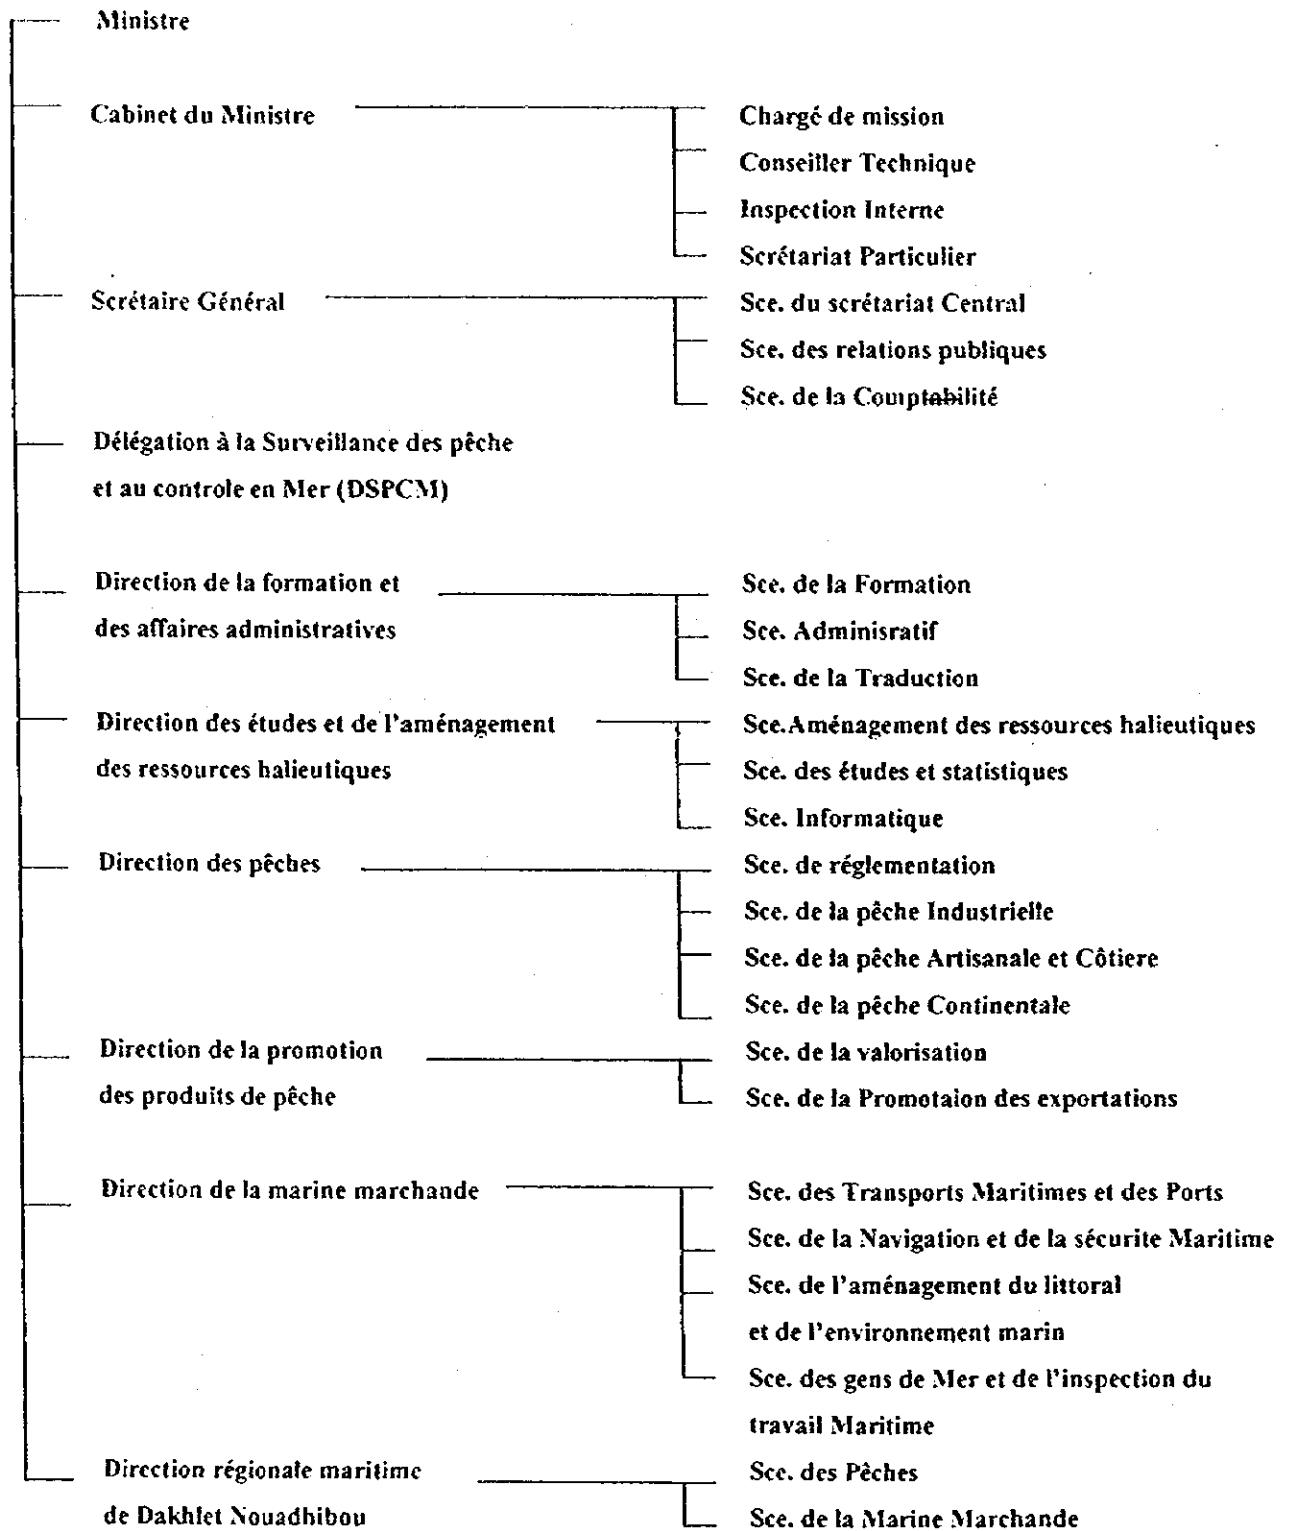 Ministre
Cabinet du Ministre
Chargé de mission
Conseiller Technique
Inspection Interne
Scrétariat Particulier
Scrétaire Général
Sce. du scrétariat Central
Sce. des relations publiques
Sce. de la Comptabilité
Délégation à la Surveillance des pêche
et au controle en Mer (DSPCM)
Direction de la formation et
des affaires administratives
Sce. de la Formation
Sce. Adminisratif
Sce. de la Traduction
Direction des études et de l'aménagement
des ressources halieutiques
Sce.Aménagement des ressources halieutiques
Sce. des études et statistiques
Sce. Informatique
Direction des pêches
Sce. de réglementation
Sce. de la pêche Industrielle
Sce. de la pêche Artisanale et Côtiere
Sce. de la pêche Continentale
Direction de la promotion
des produits de pêche
Sce. de la valorisation
Sce. de la Promotaion des exportations
Direction de la marine marchande
Sce. des Transports Maritimes et des Ports
Sce. de la Navigation et de la sécurite Maritime
Sce. de l'aménagement du littoral
et de l'environnement marin
Sce. des gens de Mer et de l'inspection du
travail Maritime
Direction régionale maritime
de Dakhlet Nouadhibou
Sce. des Pêches
Sce. de la Marine Marchande